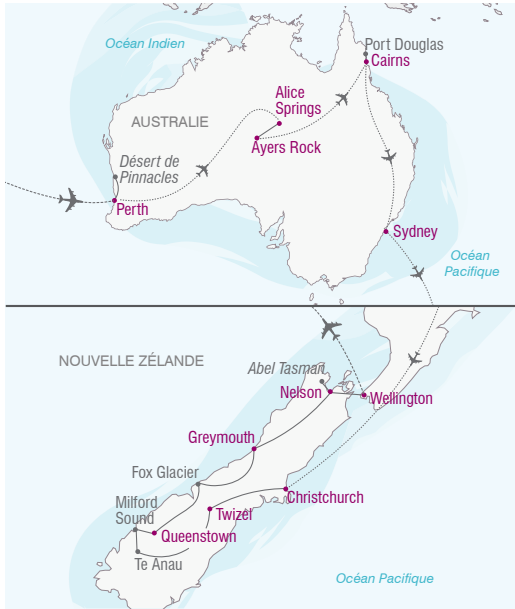 Océan Indien
Port Douglas
Cairns
Alice
Springs
AUSTRALIE
Ayers Rock
Désert de
Pinnacles
Perth
Sydney
Océan
Pacifique
NOUVELLE ZÉLANDE
Abel Tasman
Nelson
Wellington
Greymouth
Fox Glacier
Christchurch
Milford
Sound
Twizel
Queenstown
Te Anau
Océan Pacifique